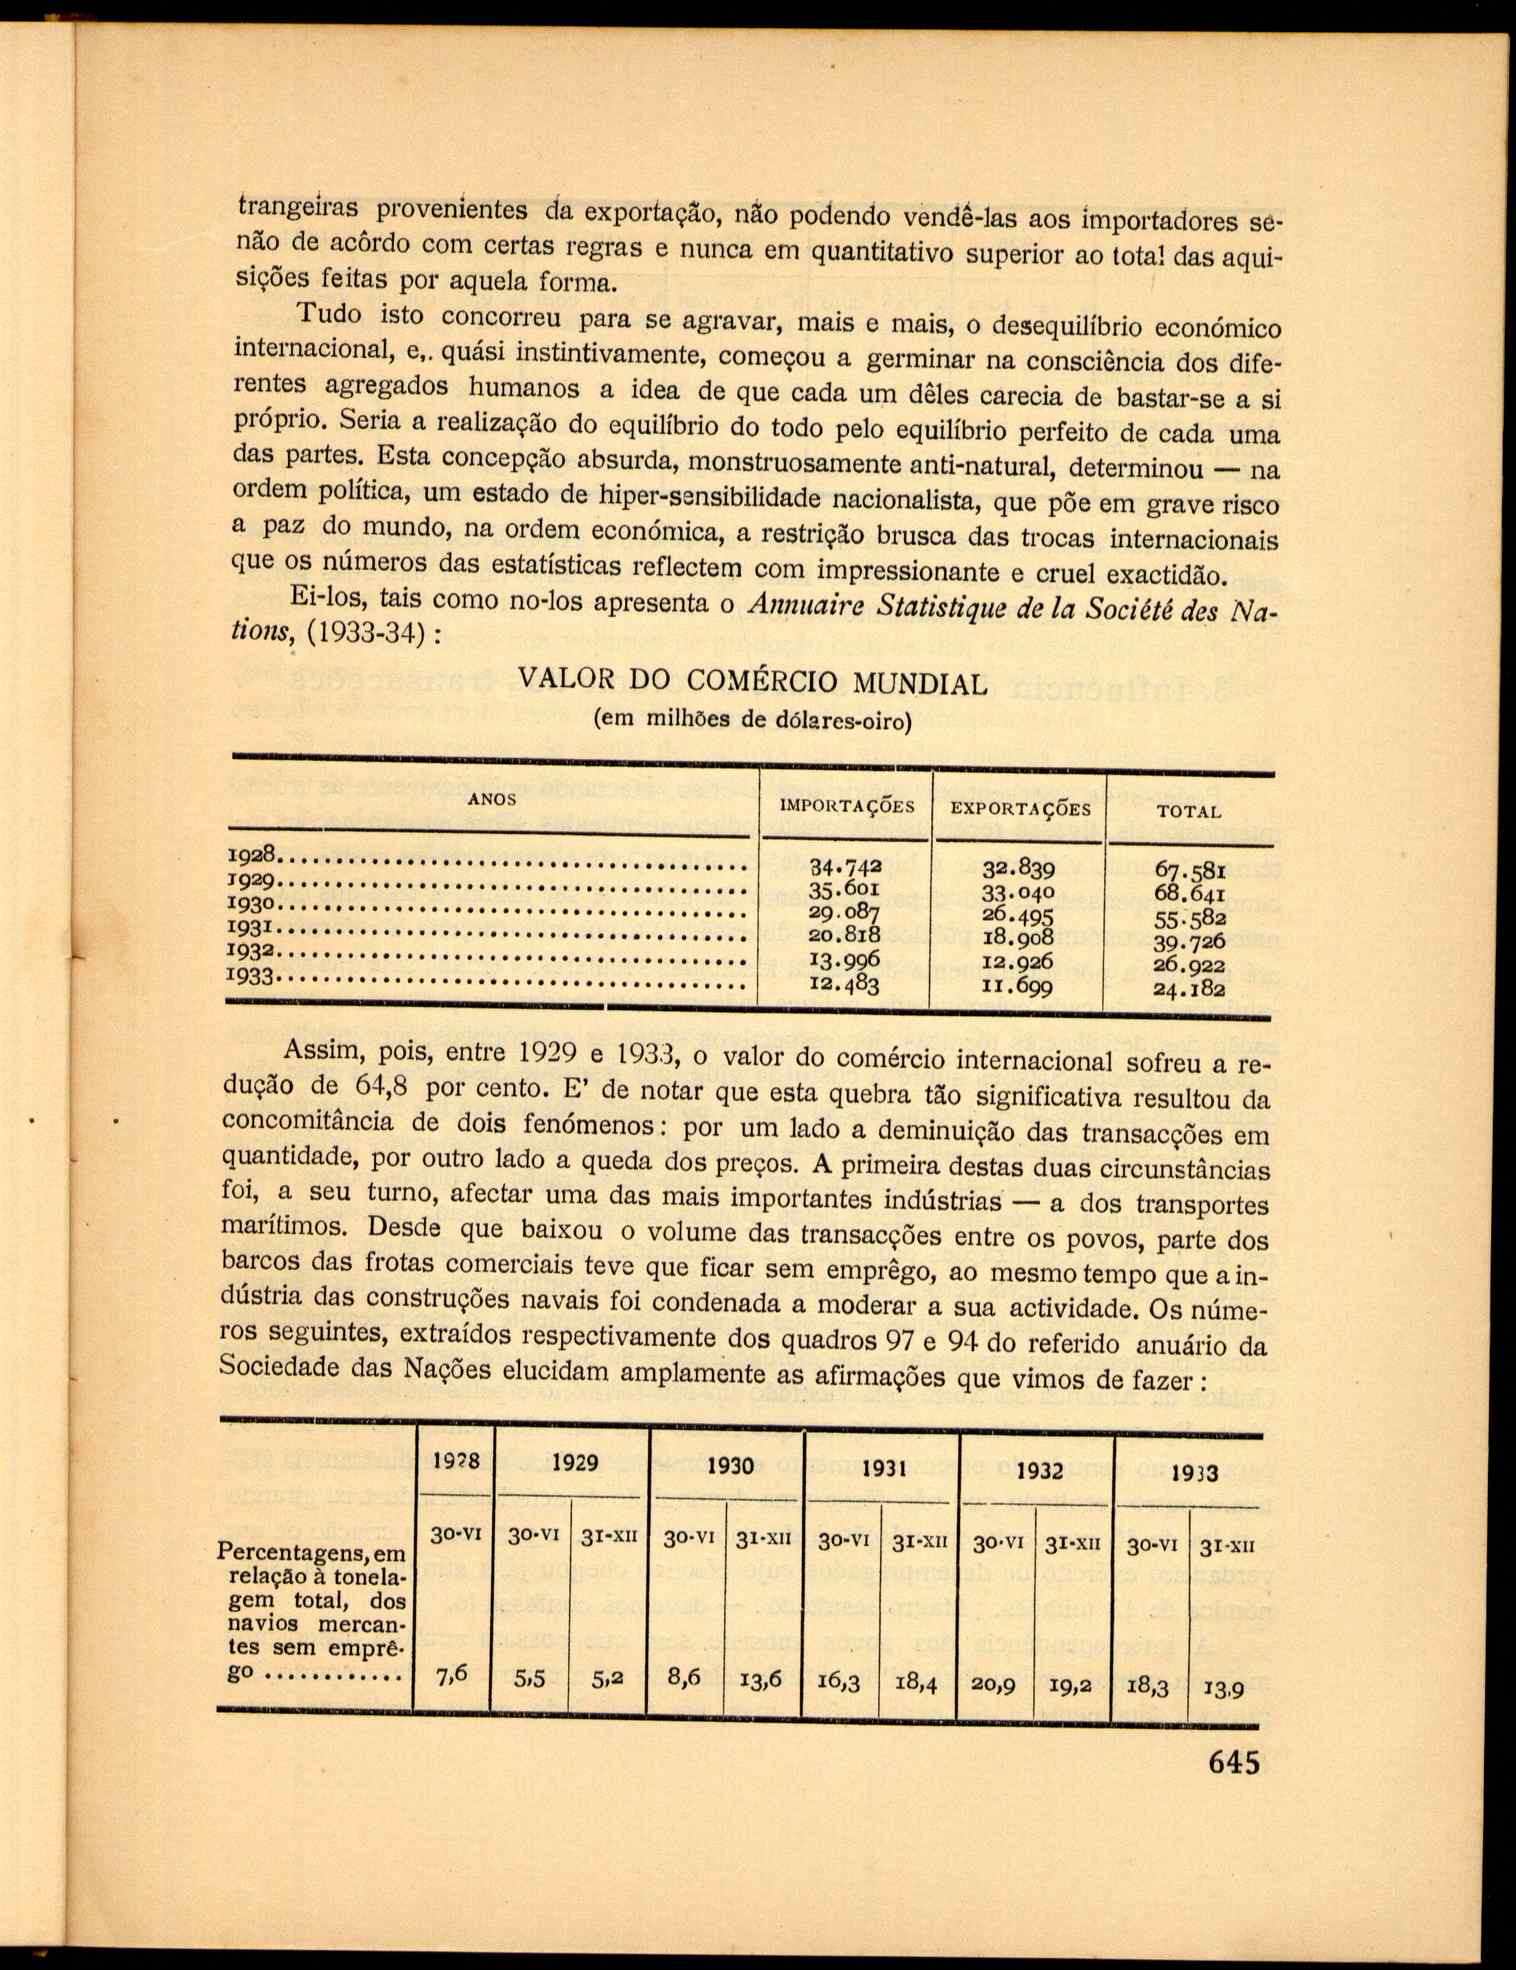 trangeiras provenientes da exportação, não podendo vendê-las aos importadores se-
não de acôrdo com certas regras e nunca em quantitativo superior ao total das aqui-
sições feitas por aquela forma.
Tudo isto concorreu para se agravar, mais e mais, o desequilíbrio económico
internacional, e,. quási instintivamente, começou a germinar na consciência dos dife-
rentes agregados humanos a idea de que cada um dêles carecia de bastar-se a si
próprio. Seria a realização do equilíbrio do todo pelo equilíbrio perfeito de cada uma
das partes. Esta concepção absurda, monstruosamente anti-natural, determinou — na
ordem política, um estado de hiper-sensibilidade nacionalista, que põe em grave risco
a paz do mundo, na ordem económica, a restrição brusca das trocas internacionais
que os números das estatísticas reflectem com impressionante e cruel exactidão.
Ei-los, tais como no-los apresenta o Annuaire Statistique de la Société des Na-
tions, (1933-34) :
VALOR DO COMÉRCIO MUNDIAL
(em milhões de dólares-oiro)
ANOS IMPORTAÇÕES EXPORTAÇÕES TOTAL
1928........................................ 34.742 32.839 67.581
1929........................................ 35.601 33.040 68.641
1930........................................ 29.087 26.495 55.582
1931........................................ 20.818 18.908 39.726
1932........................................ 13.996 12.926 26.922
1933........................................ 12.483 11.699 24.182
Assim, pois, entre 1929 e 1933, o valor do comércio internacional sofreu a re-
dução de 64,8 por cento. E' de notar que esta quebra tão significativa resultou da
concomitância de dois fenómenos: por um lado a deminuição das transacções em
quantidade, por outro lado a queda dos preços. A primeira destas duas circunstâncias
foi, a seu turno, afectar uma das mais importantes indústrias — a dos transportes
marítimos. Desde que baixou o volume das transacções entre os povos, parte dos
barcos das frotas comerciais teve que ficar sem emprêgo, ao mesmo tempo que a in-
dústria das construções navais foi condenada a moderar a sua actividade. Os núme-
ros seguintes, extraídos respectivamente dos quadros 97 e 94 do referido anuário da
Sociedade das Nações elucidam amplamente as afirmações que vimos de fazer :
1928 1929 1930 1931 1932 1933
30-VI 30-VI 31-XII 30-VI 31-XII 30-VI 31-XII 30-VI 31-XII 30-VI 31-XII
Percentagens, em
relação à tonela-
gem total, dos
navios mercan-
tes sem emprê-
go ............ 7,6 5,5 5,2 8,6 13,6 16,3 18,4 20,9 19,2 18,3 13,9
645